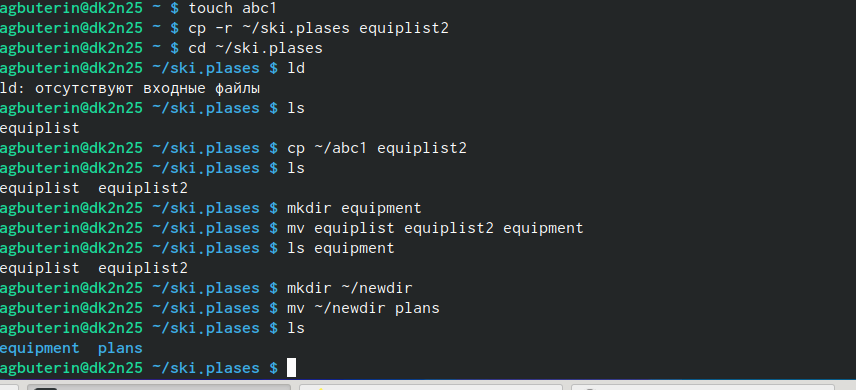 agbuterin@dk2n25 ~ $ touch abc1
agbuterin@dk2n25 ~ $ cp -r ~/ski.plases equiplist2
agbuterin@dk2n25 ~ $ cd ~/ski.plases
agbuterin@dk2n25 ~/ski.plases $ ld
ld: отсутствуют входные файлы
agbuterin@dk2n25 ~/ski.plases $ ls
equiplist
agbuterin@dk2n25 ~/ski.plases $ cp ~/abc1 equiplist2
agbuterin@dk2n25 ~/ski.plases $ ls
equiplist  equiplist2
agbuterin@dk2n25 ~/ski.plases $ mkdir equipment
agbuterin@dk2n25 ~/ski.plases $ mv equiplist equiplist2 equipment
agbuterin@dk2n25 ~/ski.plases $ ls equipment
equiplist  equiplist2
agbuterin@dk2n25 ~/ski.plases $ mkdir ~/newdir
agbuterin@dk2n25 ~/ski.plases $ mv ~/newdir plans
agbuterin@dk2n25 ~/ski.plases $ ls
equipment  plans
agbuterin@dk2n25 ~/ski.plases $